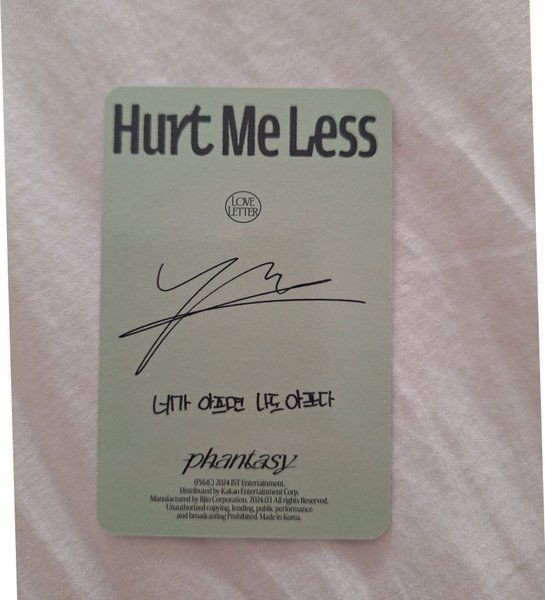 Hurt Me Less
LOVE
LETTER
너가 아프면 나도 아프다
phantasy
(P)&(C) 2024 IST Entertainment.
Distributed by Kakao Entertainment Corp.
Manufactured by Iljin Corporation. 2024.03 All rights Reserved.
Unauthorized copying, lending, public performance
and broadcasting Prohibited. Made in Korea.